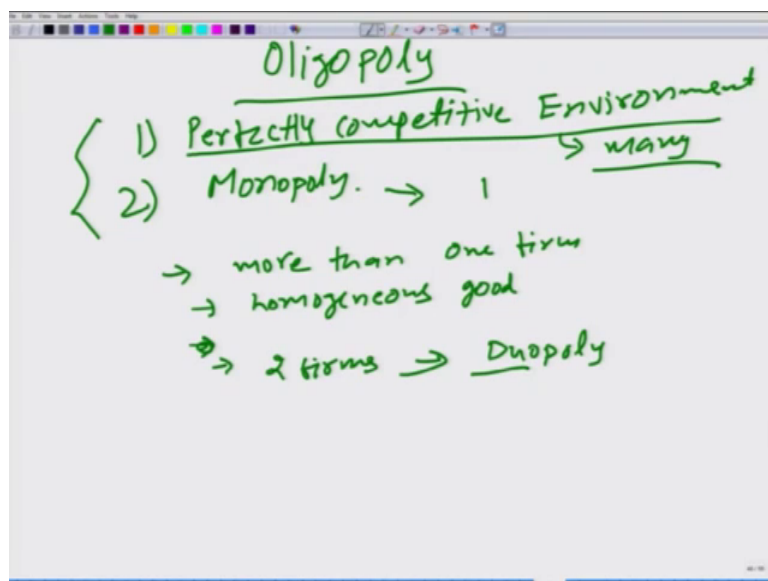 Oligopoly
1) Perfectly competitive Environment
→ many
2) Monopoly. → 1
→ more than one firm
→ homogeneous good
→ 2 firms → Duopoly